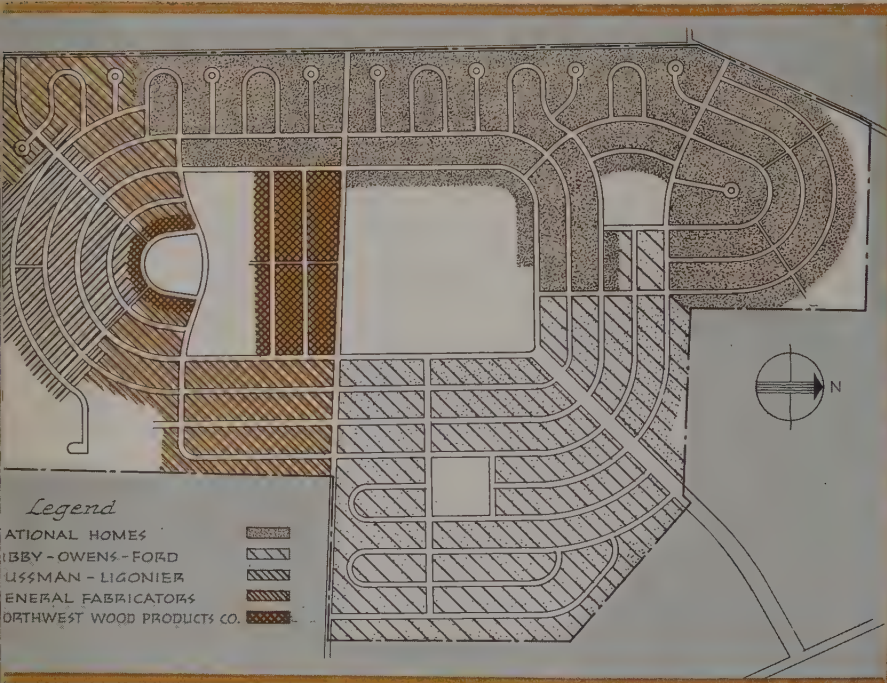 N
Legend
ATIONAL HOMES
IBBY-OWENS-FORD
USSMAN - LIGONIER
ENERAL FABRICATORS
ORTHWEST WOOD PRODUCTS CO.